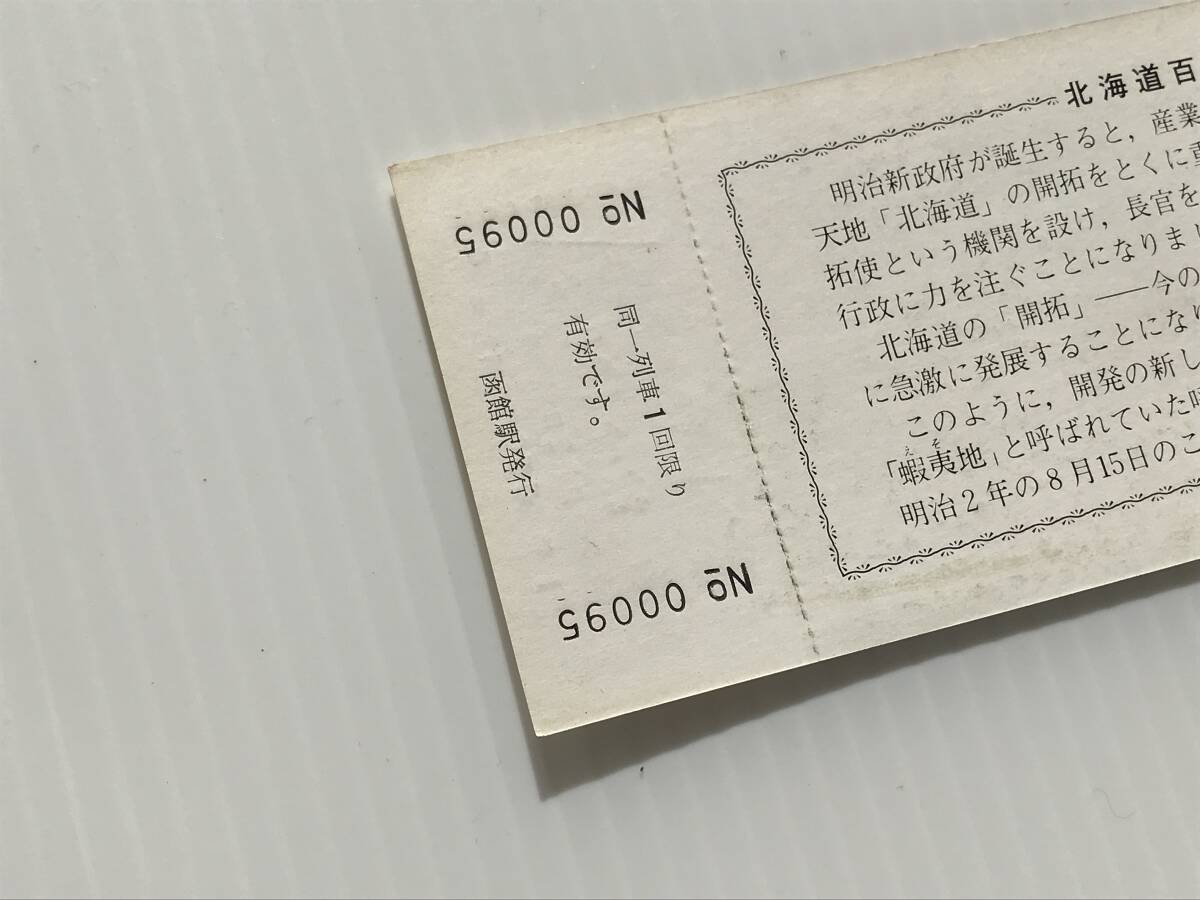 № 00095
同一列車1回限り
有効です。
函館駅発行
№ 00095
北海道百
明治新政府が誕生すると，産業
天地「北海道」の開拓をとくに重
拓使という機関を設け，長官を
行政に力を注ぐことになりまし
北海道の「開拓」――今の
に急激に発展することにな
このように，開発の新し
えぞ
「蝦夷地」と呼ばれていた
明治2年の8月15日のこ